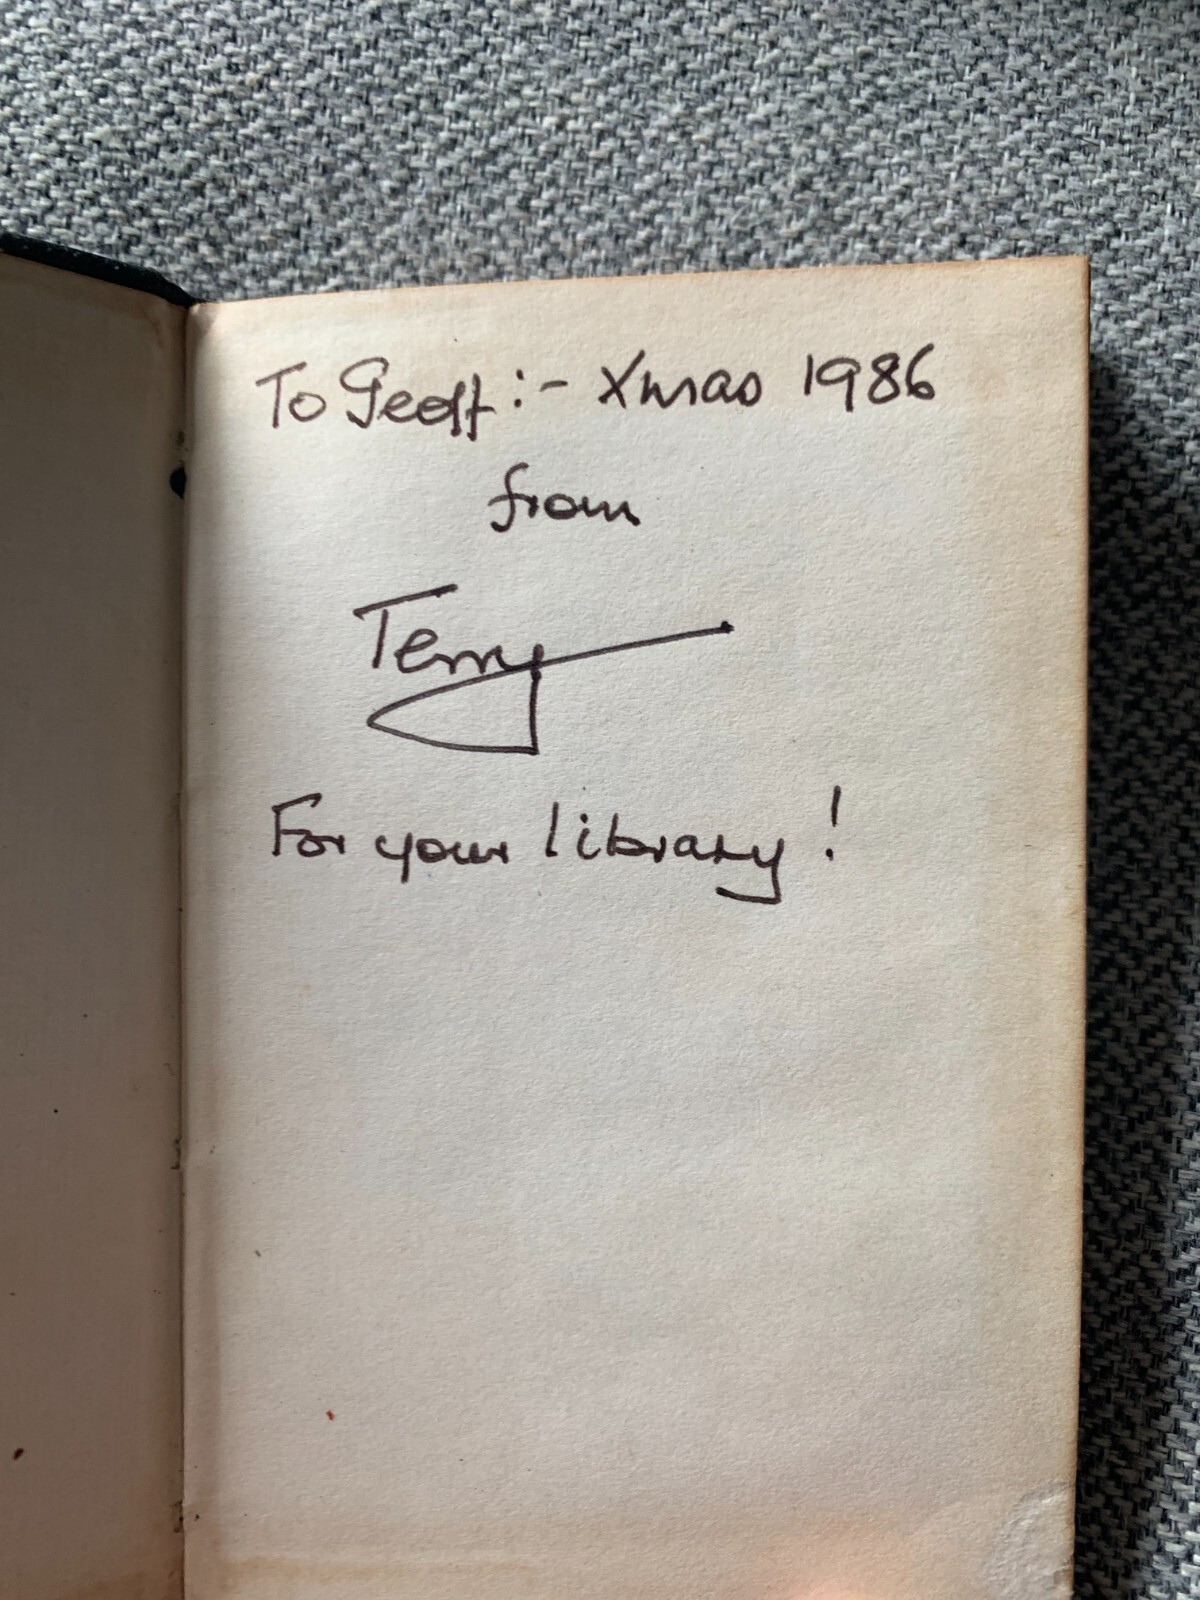 To Geoff:- Xmas 1986
from
Terry
For your library!